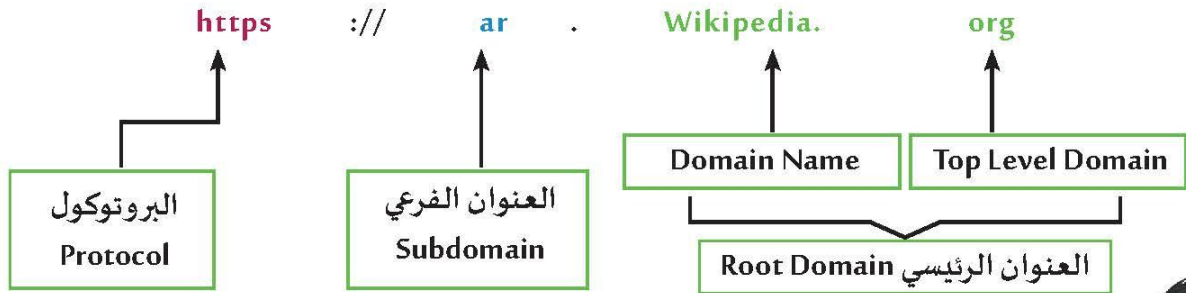 https :// ar . Wikipedia. org
البروتوكول
Protocol
العنوان الفرعي
Subdomain
Domain Name
Top Level Domain
العنوان الرئيسي Root Domain